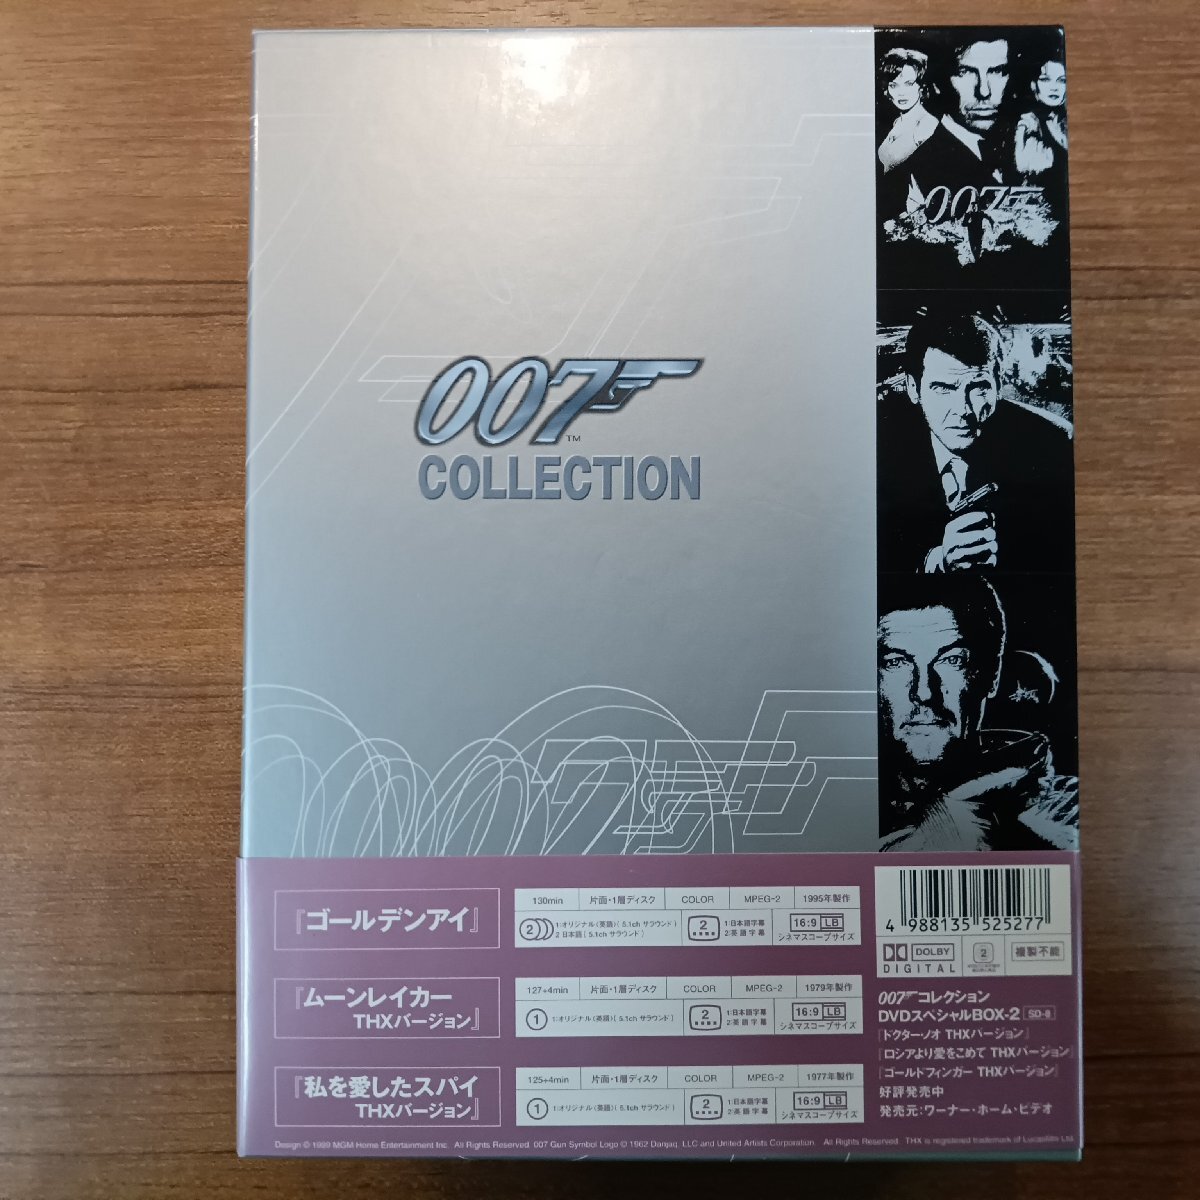 007
007
TM
COLLECTION
『ゴールデンアイ』
130min 片面・1層ディスク COLOR MPEG-2 1995年製作
2 1:オリジナル(英語)(5.1ch サラウンド)
2 日本語(5.1ch サラウンド)
2 1:日本語字幕
2:英語字幕
16:9 LB
シネマスコープサイズ
『ムーンレイカー
THXバージョン』
127+4min 片面・1層ディスク COLOR MPEG-2 1979年製作
1 1:オリジナル(英語)(5.1ch サラウンド)
2 1:日本語字幕
2:英語字幕
16:9 LB
シネマスコープサイズ
『私を愛したスパイ
THXバージョン』
125+4min 片面・1層ディスク COLOR MPEG-2 1977年製作
1 1:オリジナル(英語)(5.1ch サラウンド)
2 1:日本語字幕
2:英語字幕
16:9 LB
シネマスコープサイズ
4 988135 525277
DOLBY
DIGITAL
2
複製不能
007コレクション
DVDスペシャルBOX-2
『ドクター・ノオ THXバージョン』
『ロシアより愛をこめて THXバージョン』
『ゴールドフィンガー THXバージョン』
好評発売中
発売元:ワーナー・ホーム・ビデオ
Design © 1999 MGM Home Entertainment Inc. All Rights Reserved. 007 Gun Symbol Logo © 1962 Danjaq, LLC and United Artists Corporation. All Rights Reserved. THX is registered trademark of Lucasfilm Ltd.